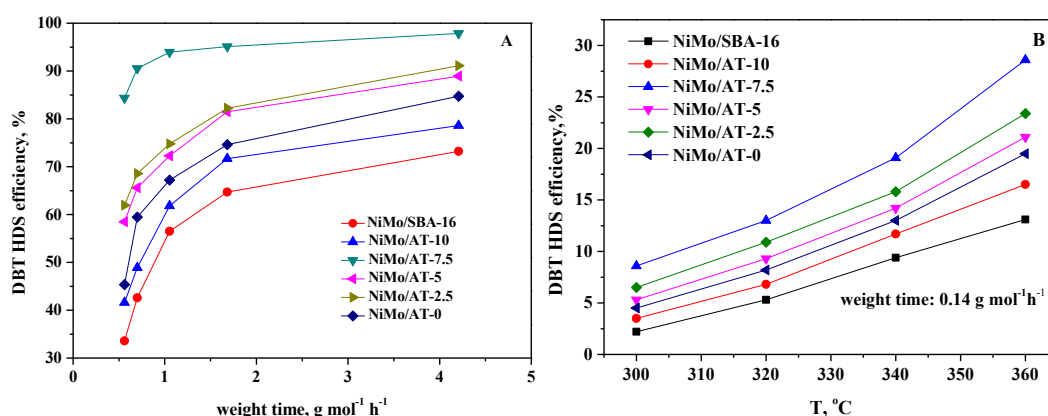 100
90
80
70
60
50
40
30
DBT HDS efficiency, %
A
NiMo/SBA-16
NiMo/AT-10
NiMo/AT-7.5
NiMo/AT-5
NiMo/AT-2.5
NiMo/AT-0
0 1 2 3 4 5
weight time, g mol⁻¹ h⁻¹
30
25
20
15
10
5
0
DBT HDS efficiency,%
B
NiMo/SBA-16
NiMo/AT-10
NiMo/AT-7.5
NiMo/AT-5
NiMo/AT-2.5
NiMo/AT-0
weight time: 0.14 g mol⁻¹h⁻¹
300 310 320 330 340 350 360
T, °C